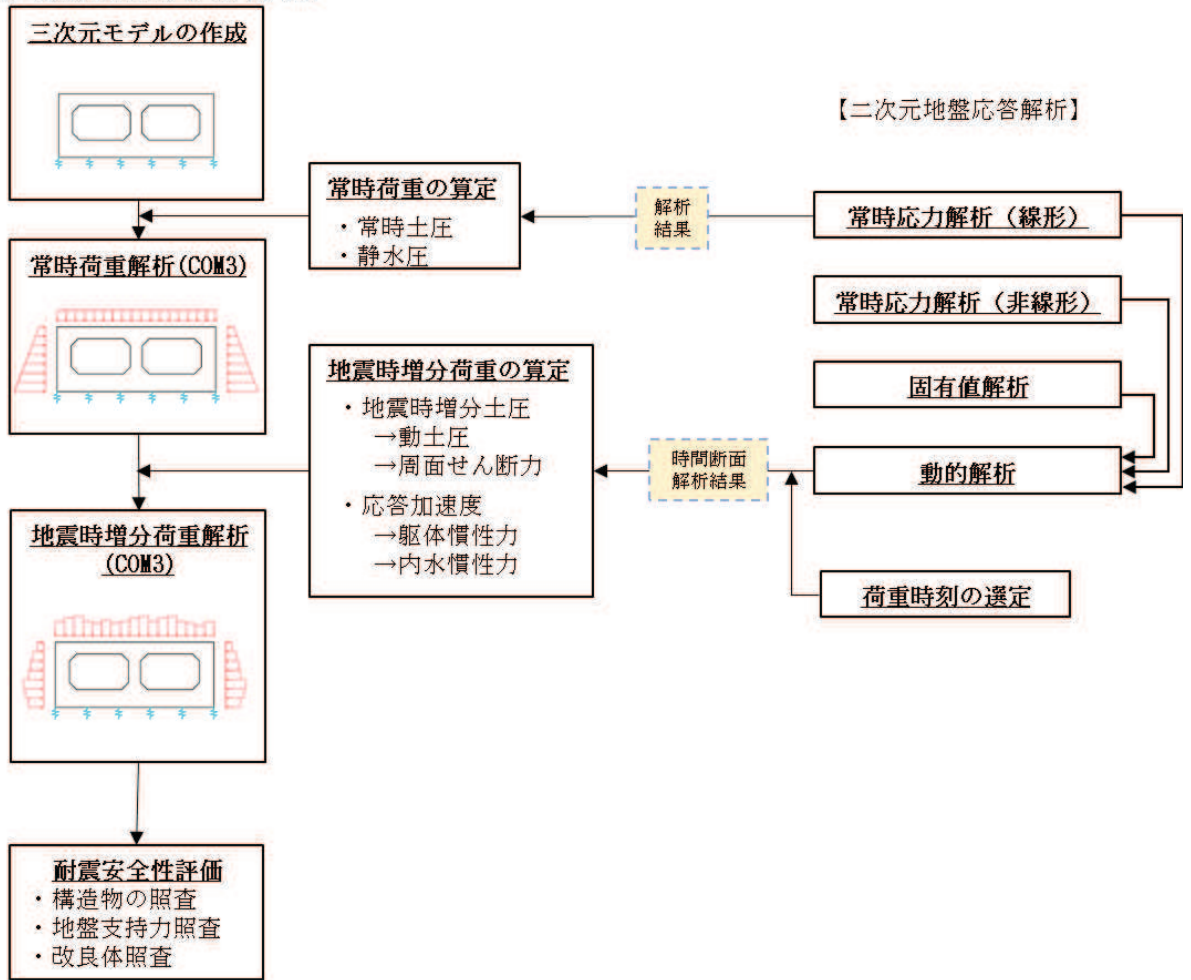 三次元モデルの作成
【二次元地盤応答解析】
常時荷重の算定
・常時土圧
・静水圧
解析
結果
常時応力解析（線形）
常時荷重解析(COM3)
常時応力解析（非線形）
地震時増分荷重の算定
・地震時増分土圧
→動土圧
→周面せん断力
・応答加速度
→躯体慣性力
→内水慣性力
固有値解析
時間断面
解析結果
動的解析
地震時増分荷重解析
(COM3)
荷重時刻の選定
耐震安全性評価
・構造物の照査
・地盤支持力照査
・改良体照査